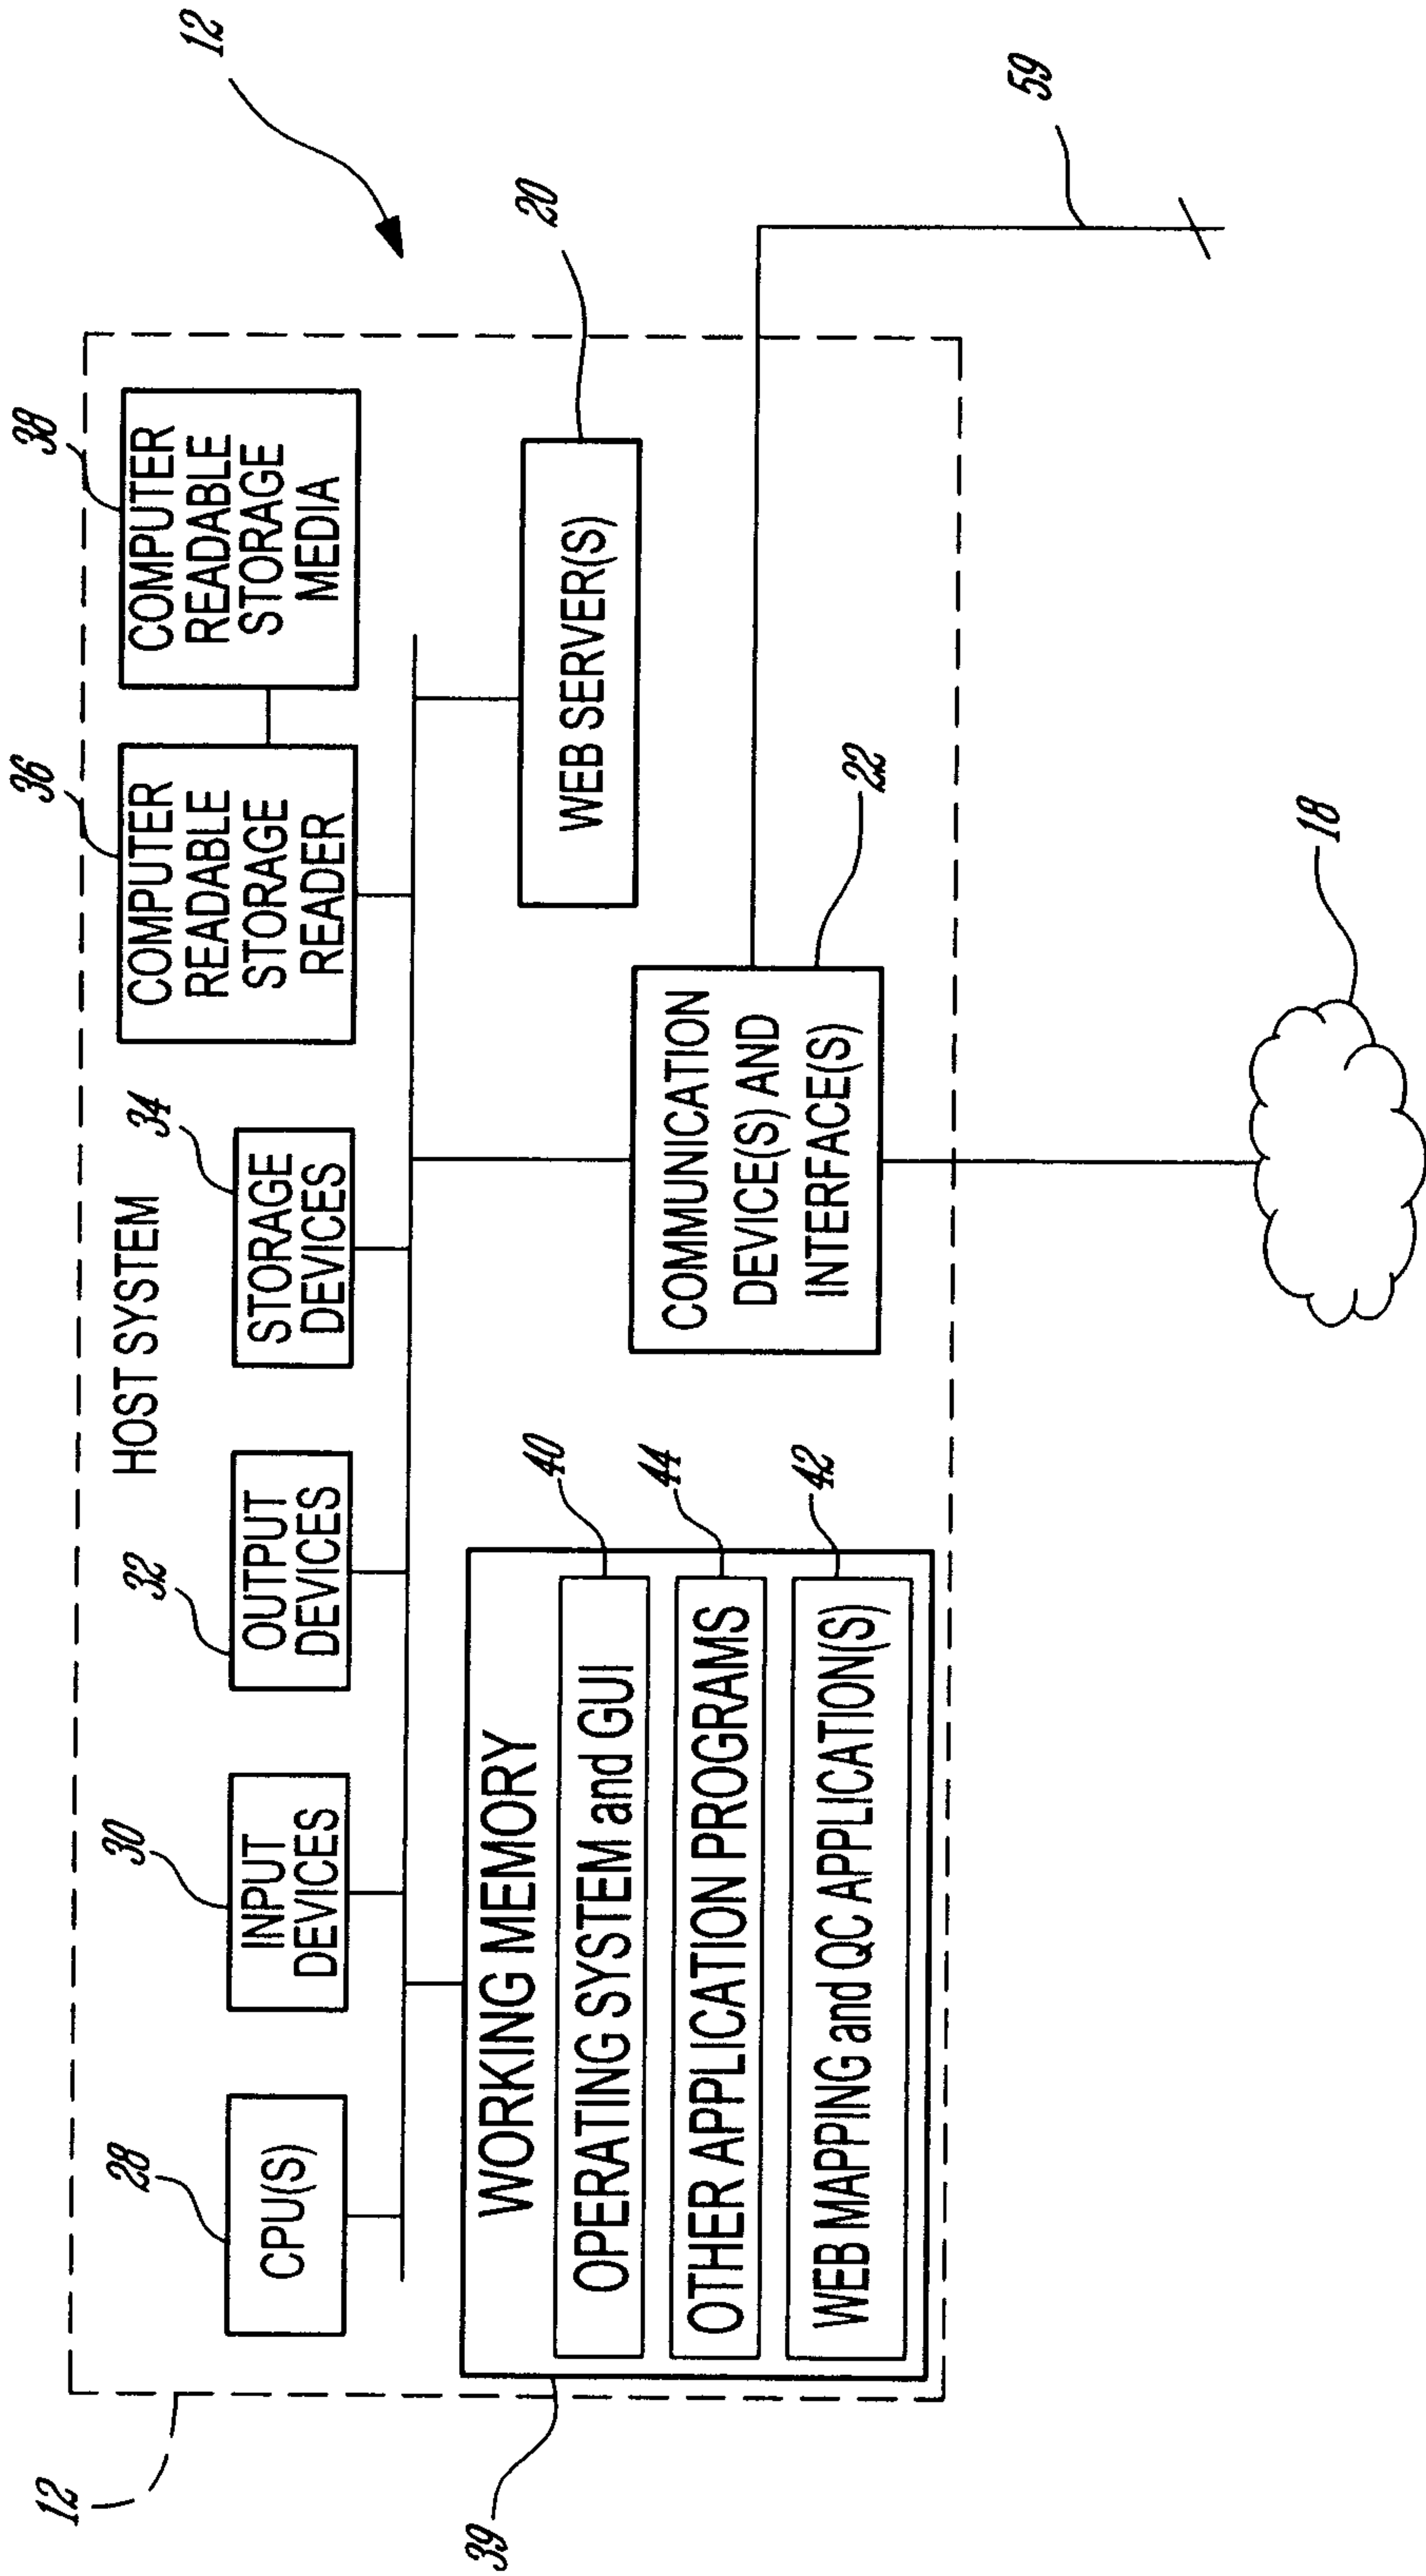 12
HOST SYSTEM
28
CPU(S)
30
INPUT
DEVICES
32
OUTPUT
DEVICES
34
STORAGE
DEVICES
36
COMPUTER
READABLE
STORAGE
READER
38
COMPUTER
READABLE
STORAGE
MEDIA
12
39
WORKING MEMORY
OPERATING SYSTEM and GUI
40
OTHER APPLICATION PROGRAMS
44
WEB MAPPING and QC APPLICATION(S)
42
COMMUNICATION
DEVICE(S) AND
INTERFACE(S)
22
WEB SERVER(S)
20
59
18